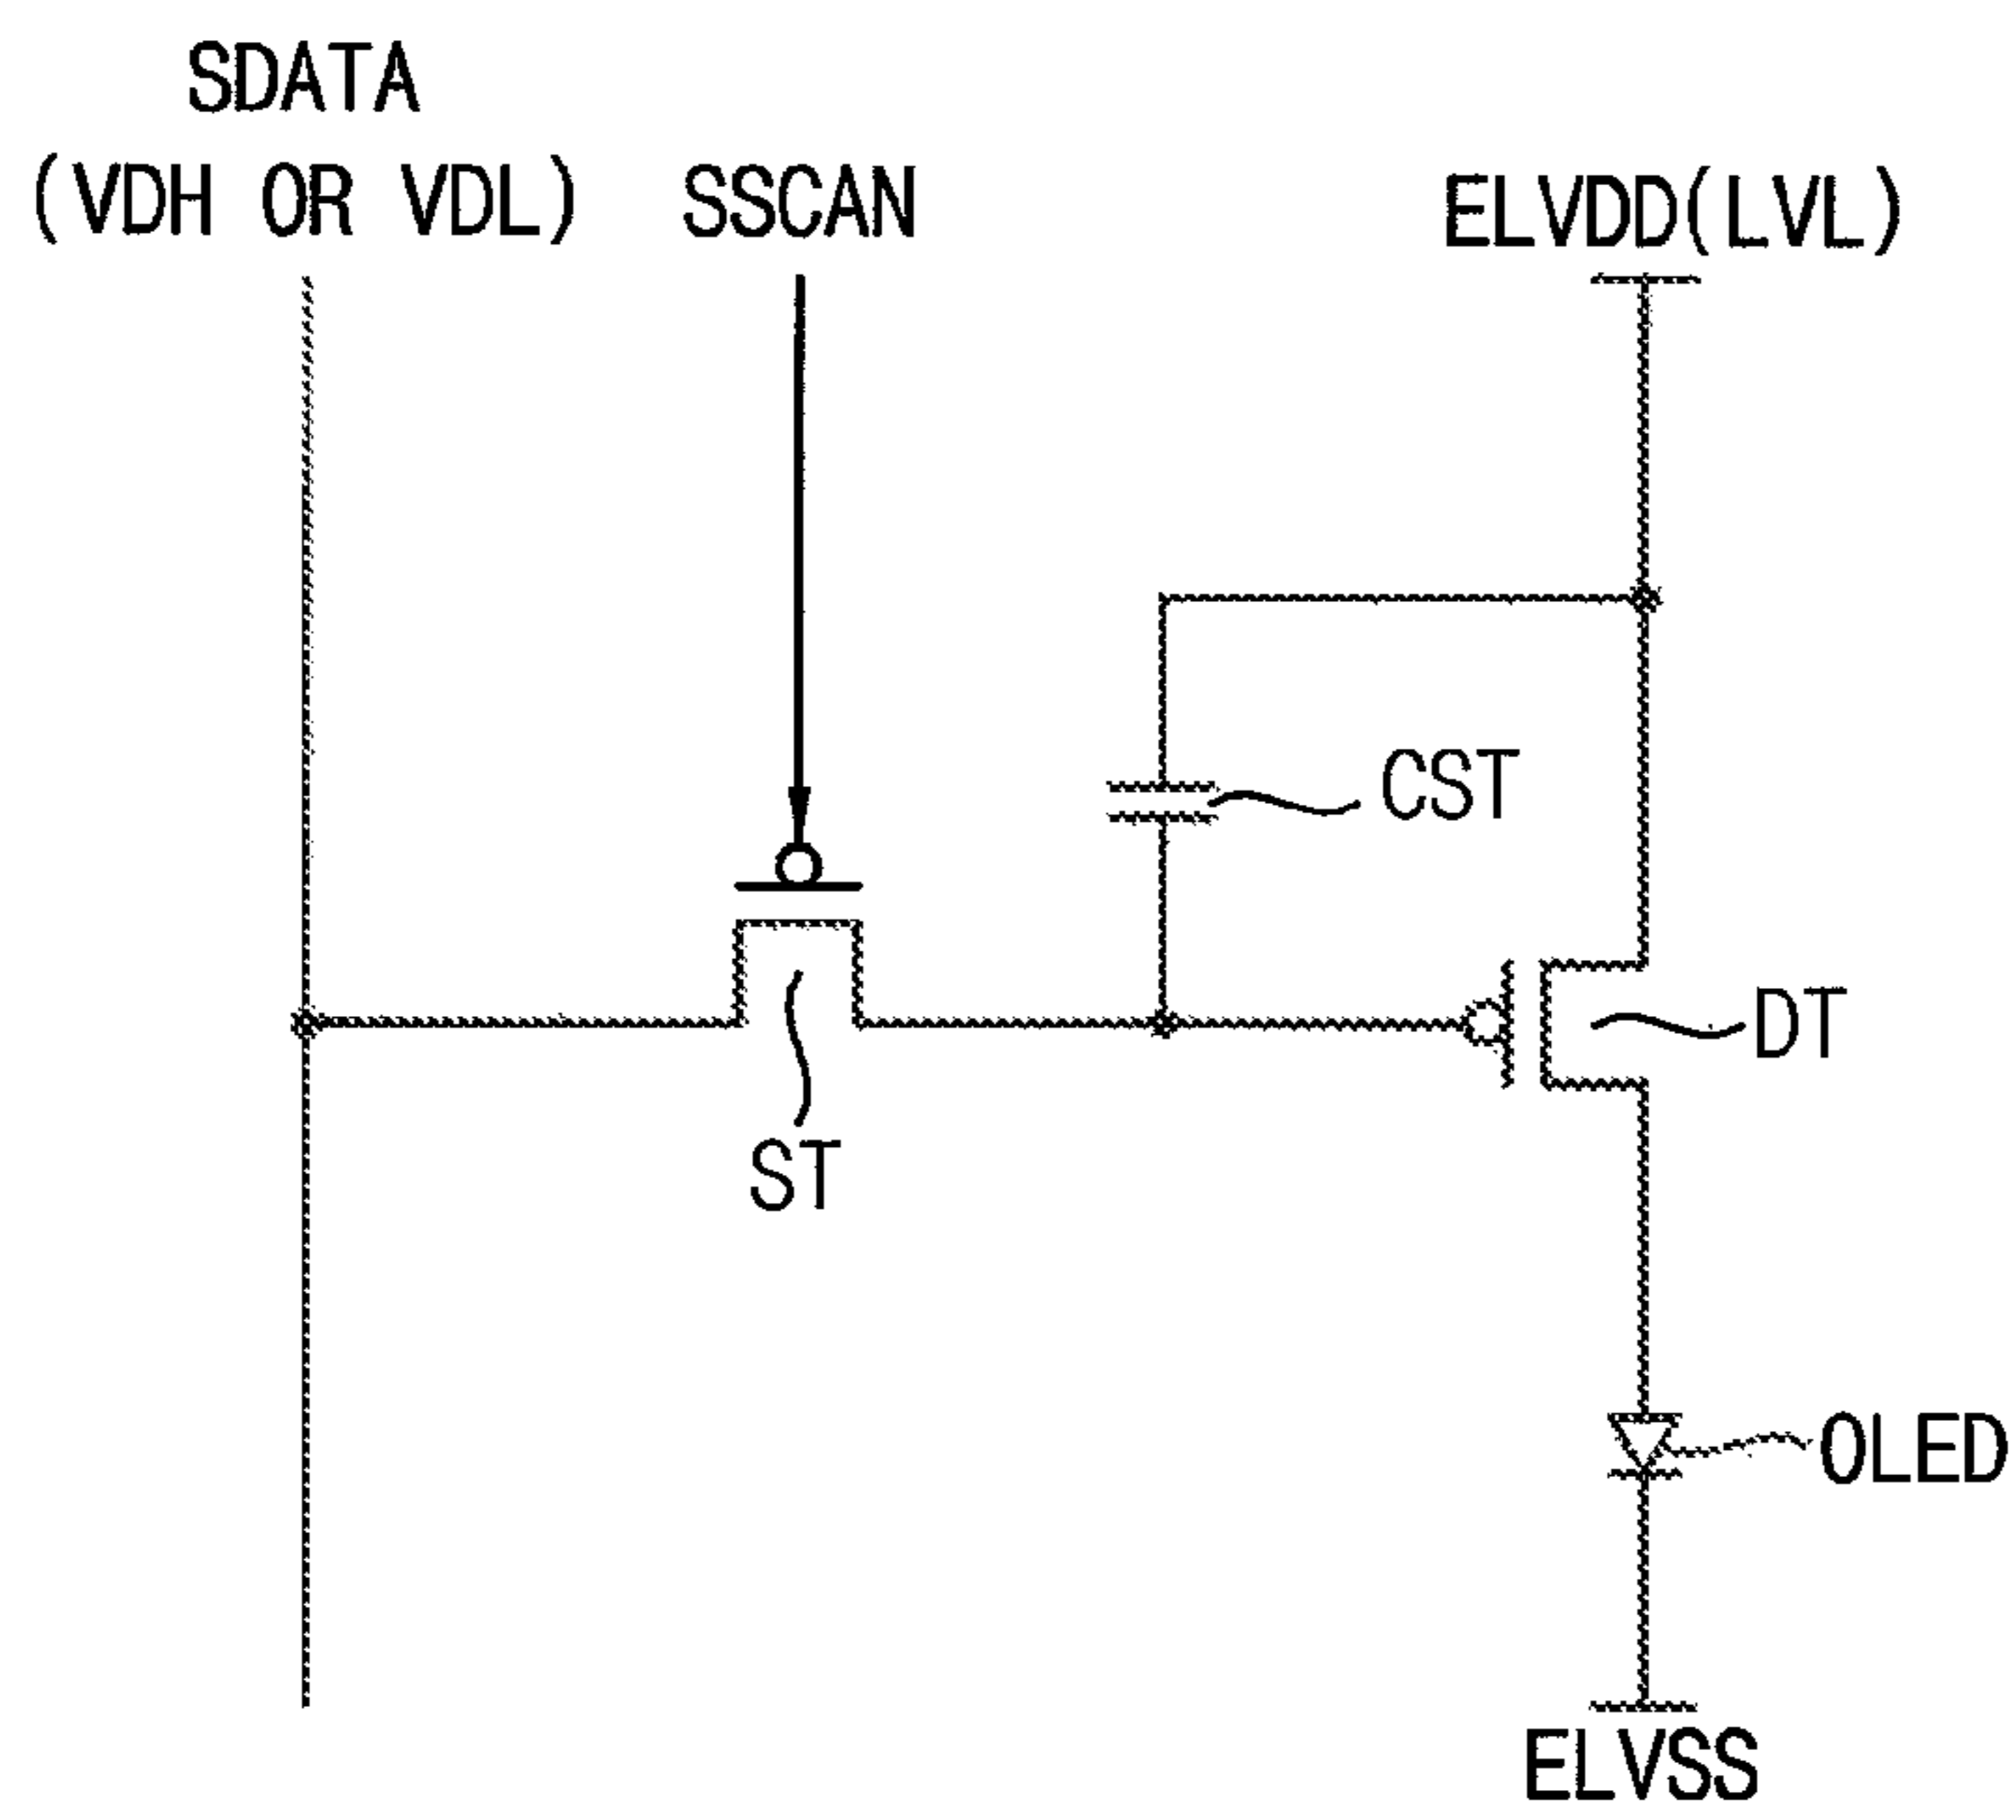 SDATA
(VDH OR VDL)
SSCAN
ELVDD(LVL)
CST
DT
ST
OLED
ELVSS